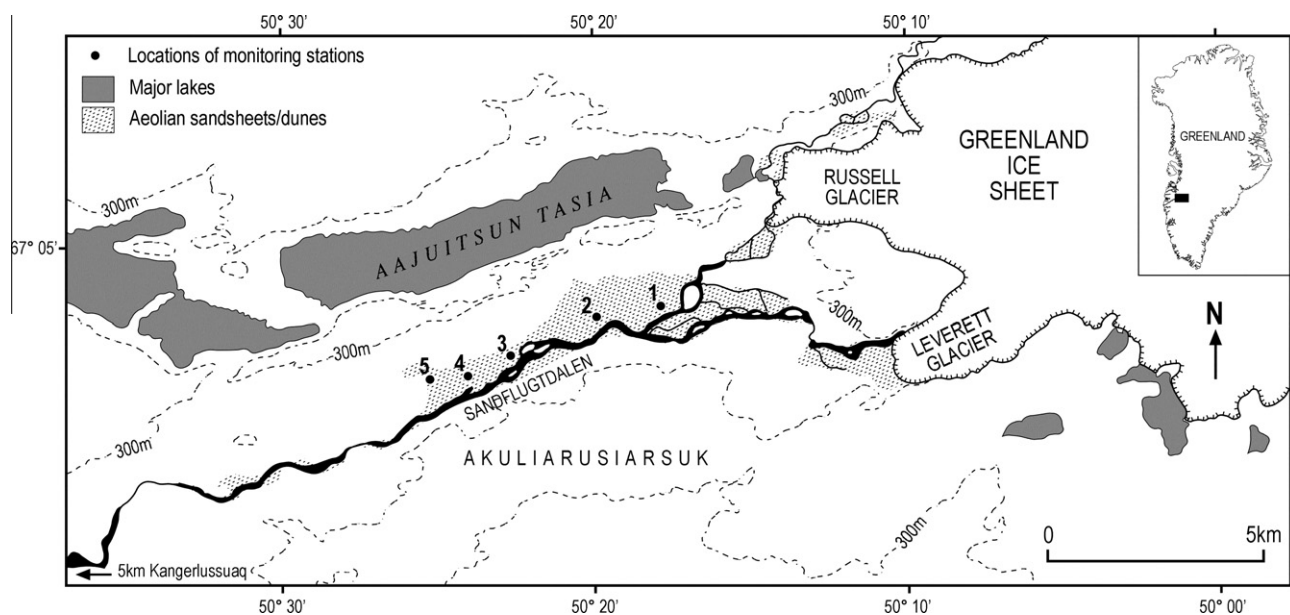 50° 30'
50° 20'
50° 10'
Locations of monitoring stations
Major lakes
Aeolian sandsheets/dunes
300m
GREENLAND
ICE
SHEET
GREENLAND
RUSSELL
GLACIER
300m
67° 05'
AAJUITSUN TASIA
1
2
300m
3
300m
LEVERETT
GLACIER
N
5
4
SANDFLUGTDALEN
300m
AKULIARUSIARSUK
300m
0
5km
5km Kangerlussuaq
50° 30'
50° 20'
50° 10'
50° 00'